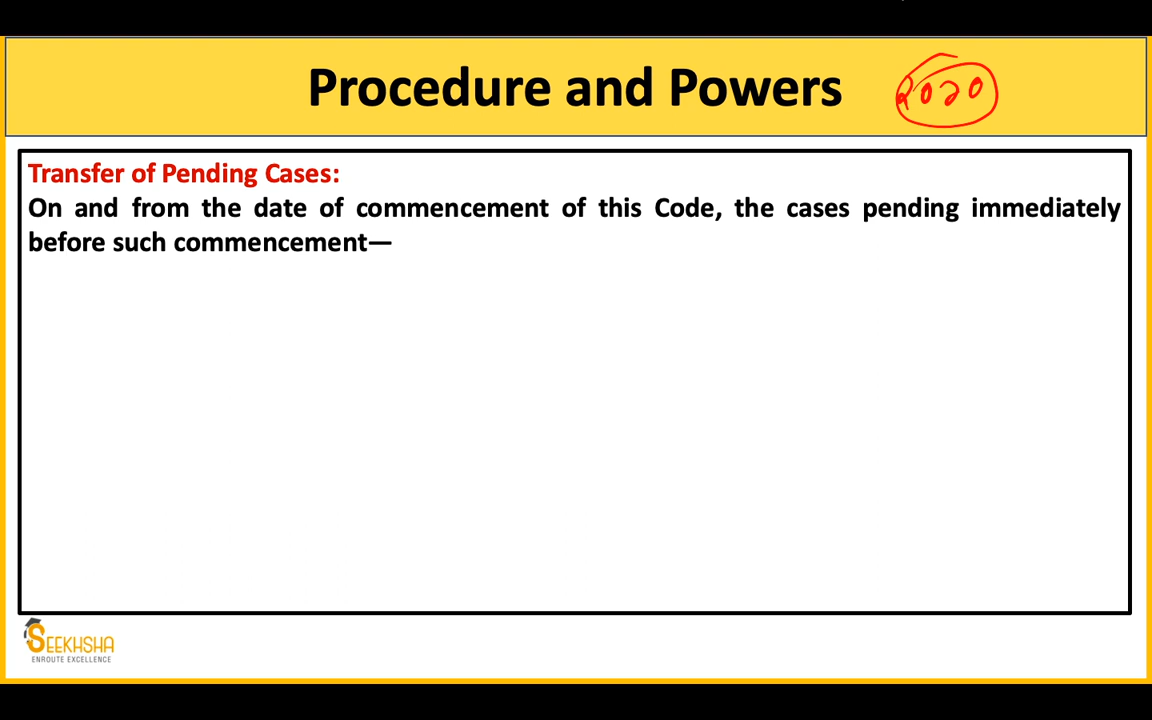 Procedure and Powers 2020
Transfer of Pending Cases:
On and from the date of commencement of this Code, the cases pending immediately
before such commencement—
SEEKHSHA
ENROUTE EXCELLENCE